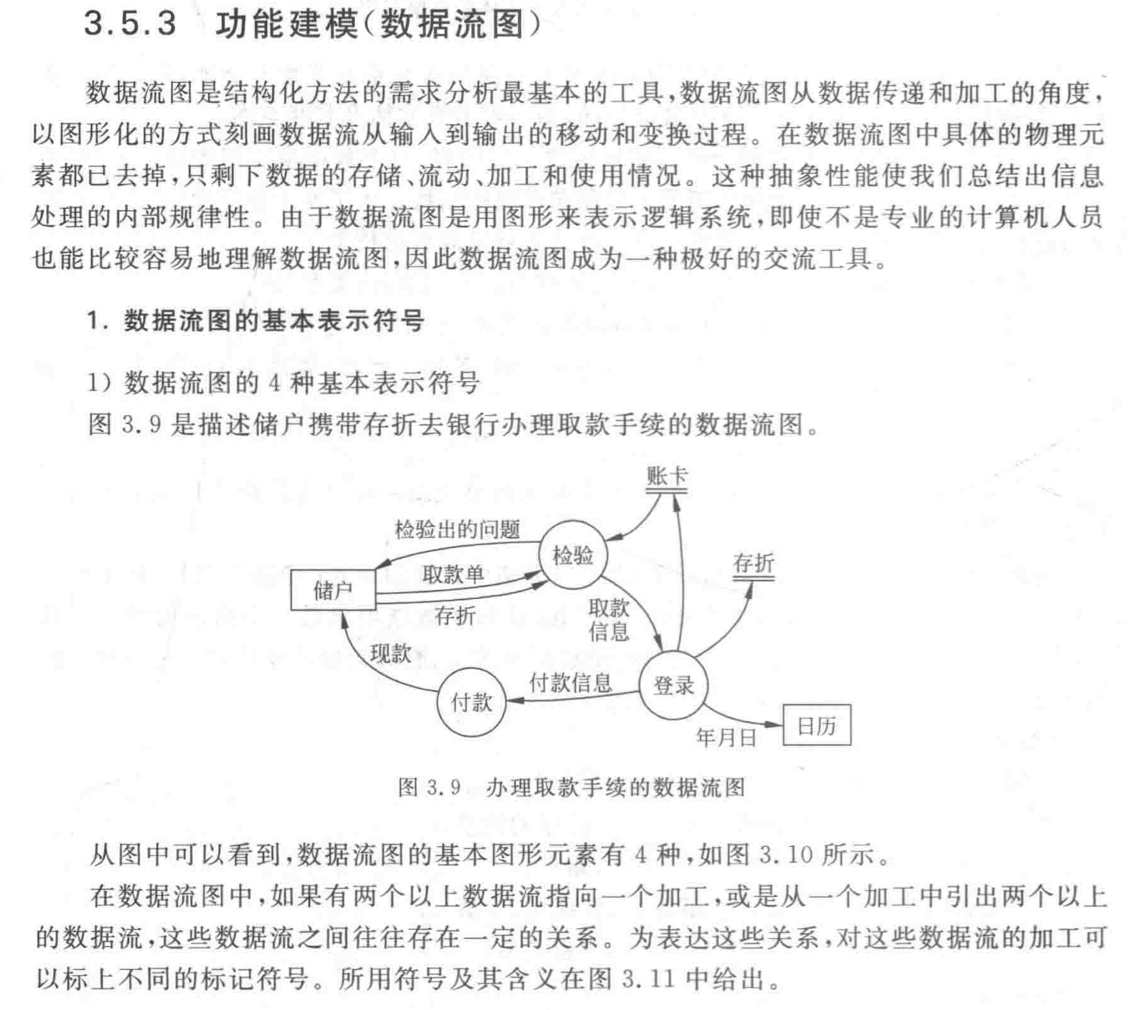 3.5.3 功能建模(数据流图)
数据流图是结构化方法的需求分析最基本的工具,数据流图从数据传递和加工的角度,
以图形化的方式刻画数据流从输入到输出的移动和变换过程。在数据流图中具体的物理元
素都已去掉,只剩下数据的存储、流动、加工和使用情况。这种抽象性能使我们总结出信息
处理的内部规律性。由于数据流图是用图形来表示逻辑系统,即使不是专业的计算机人员
也能比较容易地理解数据流图,因此数据流图成为一种极好的交流工具。
1. 数据流图的基本表示符号
1) 数据流图的 4 种基本表示符号
图 3.9 是描述储户携带存折去银行办理取款手续的数据流图。
账卡
检验出的问题
检验
存折
取款单
储户
存折
取款
信息
现款
付款信息
登录
付款
日历
年月日
图 3.9 办理取款手续的数据流图
从图中可以看到,数据流图的基本图形元素有 4 种,如图 3.10 所示。
在数据流图中,如果有两个以上数据流指向一个加工,或是从一个加工中引出两个以上
的数据流,这些数据流之间往往存在一定的关系。为表达这些关系,对这些数据流的加工可
以标上不同的标记符号。所用符号及其含义在图 3.11 中给出。